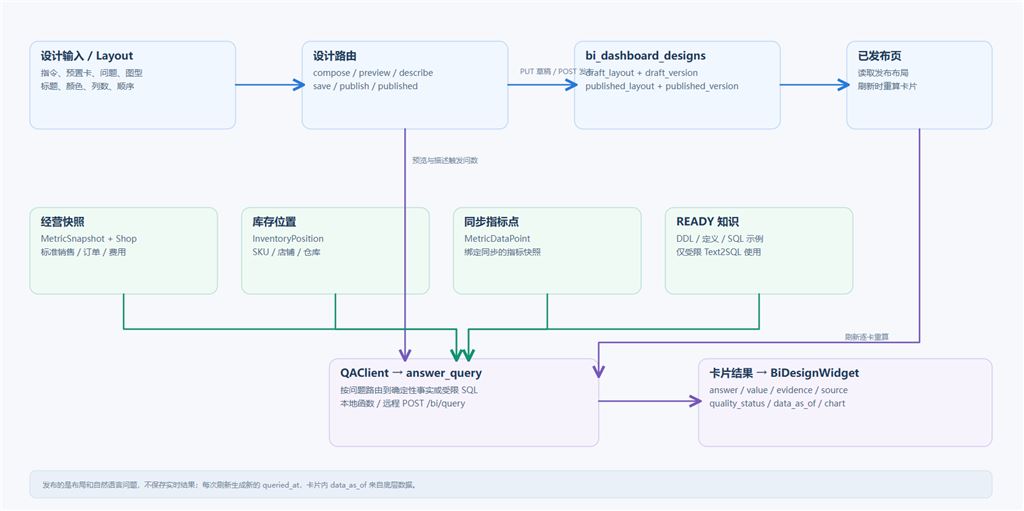 设计输入 / Layout
指令、预置卡、问题、图型
标题、颜色、列数、顺序
设计路由
compose / preview / describe
save / publish / published
PUT 草稿 / POST 发布
bi_dashboard_designs
draft_layout + draft_version
published_layout + published_version
已发布页
读取发布布局
刷新时重算卡片
预览与描述触发问数
经营快照
MetricSnapshot + Shop
标准销售 / 订单 / 费用
库存位置
InventoryPosition
SKU / 店铺 / 仓库
同步指标点
MetricDataPoint
绑定同步的指标快照
READY 知识
DDL / 定义 / SQL 示例
仅受限 Text2SQL 使用
刷新逐卡重算
QAClient → answer_query
按问题路由到确定性事实或受限 SQL
本地函数 / 远程 POST /bi/query
卡片结果 → BiDesignWidget
answer / value / evidence / source
quality_status / data_as_of / chart
发布的是布局和自然语言问题，不保存实时结果；每次刷新生成新的 queried_at，卡片内 data_as_of 来自底层数据。